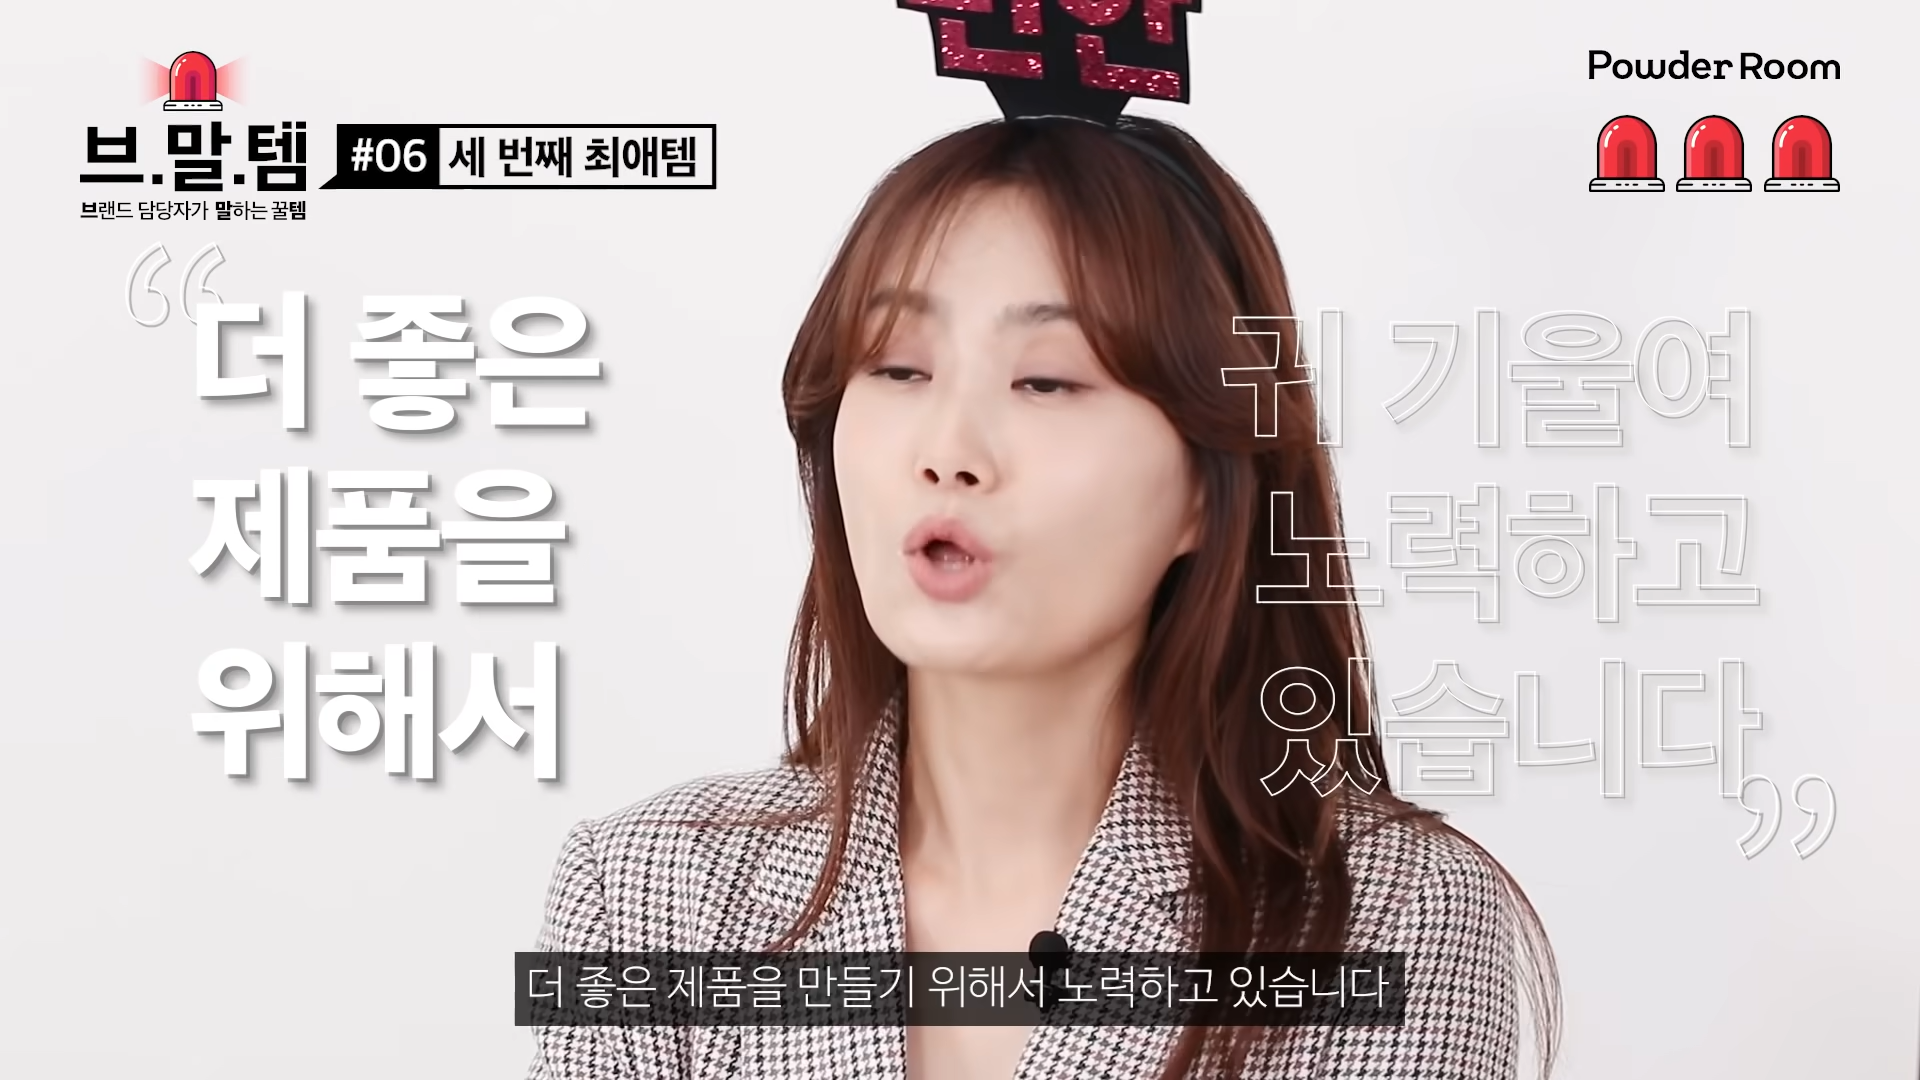 Powder Room
브.말.템
브랜드 담당자가 말하는 꿀템
#06 세 번째 최애템
“더 좋은
제품을
위해서
귀 기울여
노력하고
있습니다”
더 좋은 제품을 만들기 위해서 노력하고 있습니다